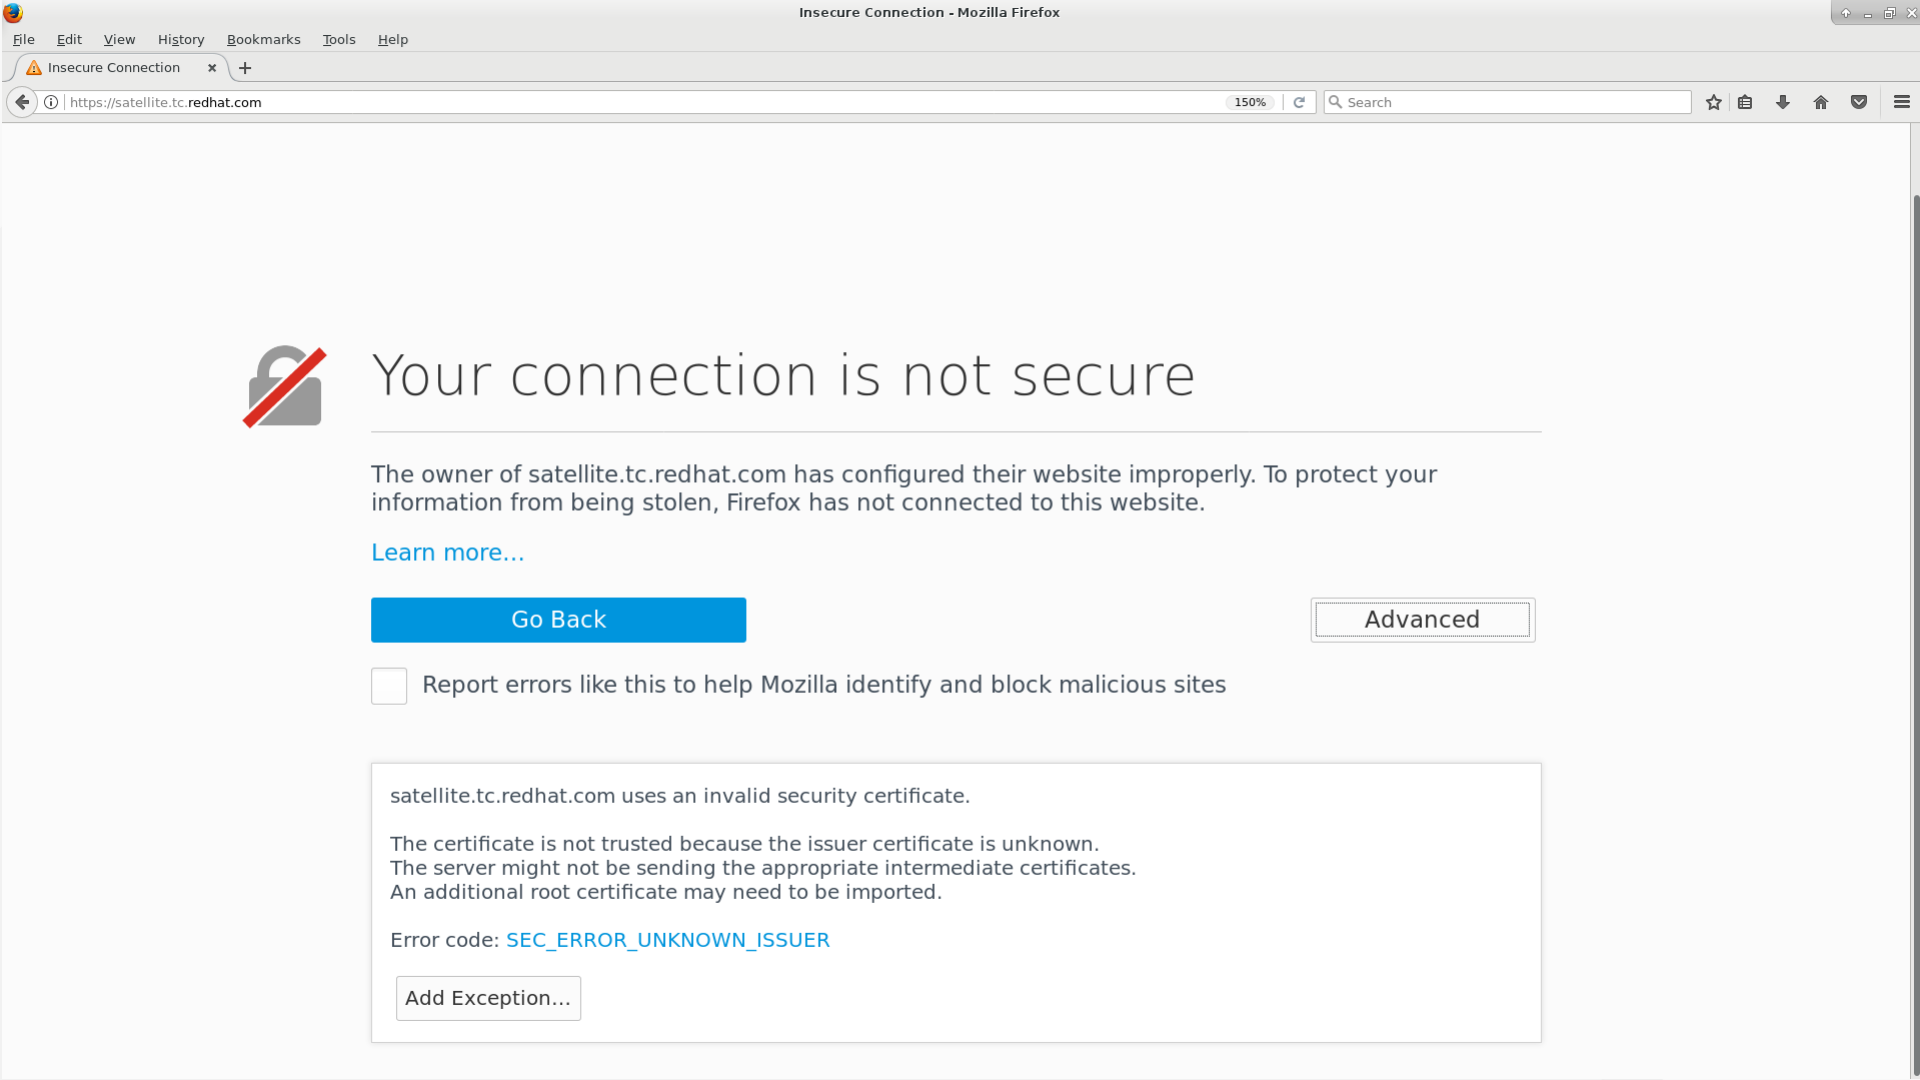 Insecure Connection - Mozilla Firefox
File Edit View History Bookmarks Tools Help
Insecure Connection
https://satellite.tc.redhat.com 150% Search
Your connection is not secure
The owner of satellite.tc.redhat.com has configured their website improperly. To protect your
information from being stolen, Firefox has not connected to this website.
Learn more…
Go Back Advanced
Report errors like this to help Mozilla identify and block malicious sites
satellite.tc.redhat.com uses an invalid security certificate.
The certificate is not trusted because the issuer certificate is unknown.
The server might not be sending the appropriate intermediate certificates.
An additional root certificate may need to be imported.
Error code: SEC_ERROR_UNKNOWN_ISSUER
Add Exception…